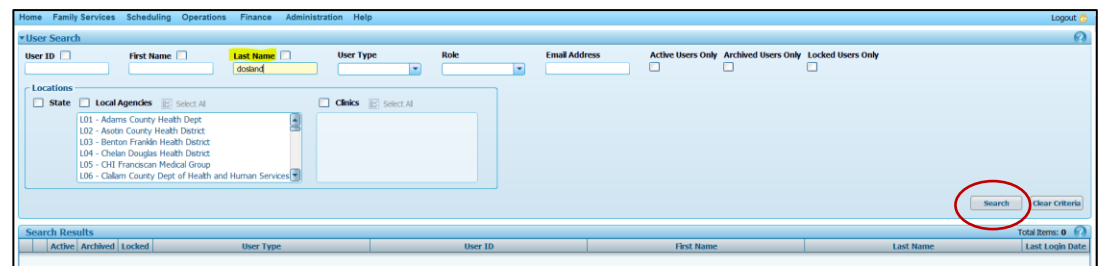 Home Family Services Scheduling Operations Finance Administration Help Logout
User Search
User ID First Name Last Name User Type Role Email Address Active Users Only Archived Users Only Locked Users Only
dosland
Locations
State Local Agencies Select All Clinics Select All
L01 - Adams County Health Dept
L02 - Asotin County Health District
L03 - Benton Franklin Health District
L04 - Chelan Douglas Health District
L05 - CHI Franciscan Medical Group
L06 - Clallam County Dept of Health and Human Services
Search Clear Criteria
Search Results Total Items: 0
Active Archived Locked User Type User ID First Name Last Name Last Login Date